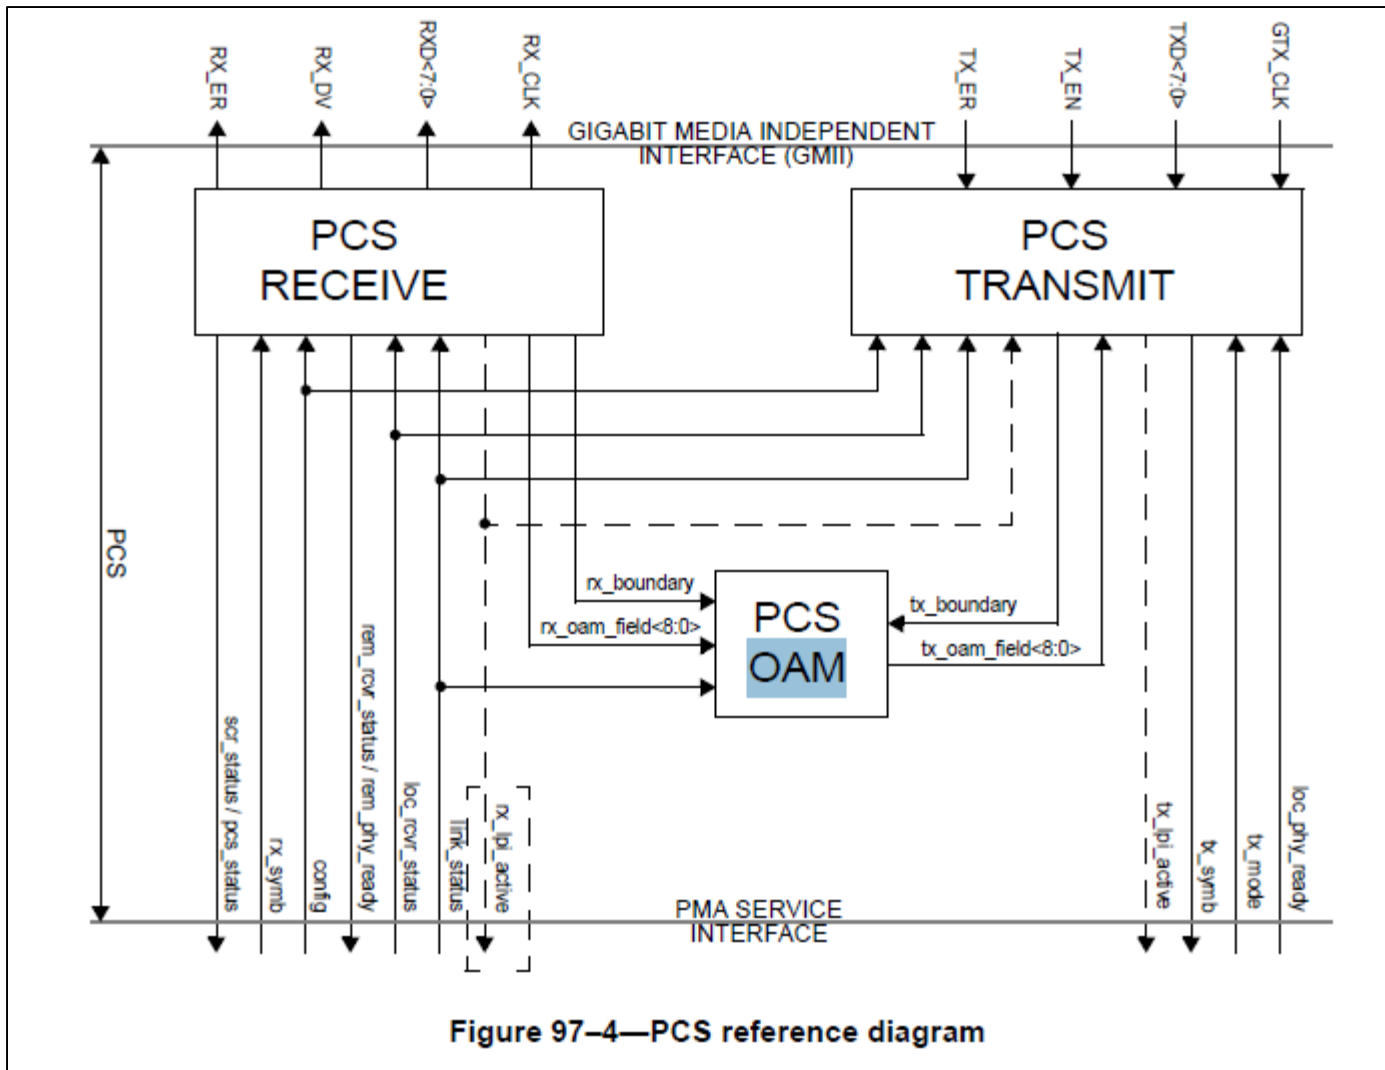 RX_ER
RX_DV
RXD<7:0>
RX_CLK
TX_ER
TX_EN
TXD<7:0>
GTX_CLK
GIGABIT MEDIA INDEPENDENT
INTERFACE (GMII)
PCS
RECEIVE
PCS
TRANSMIT
PCS
rx_boundary
rx_oam_field<8:0>
PCS
OAM
tx_boundary
tx_oam_field<8:0>
scr_status / pcs_status
rx_symb
config
rem_rcvr_status / rem_phy_ready
loc_rcvr_status
link_status
rx_lpi_active
tx_lpi_active
tx_symb
tx_mode
loc_phy_ready
PMA SERVICE
INTERFACE
Figure 97–4—PCS reference diagram